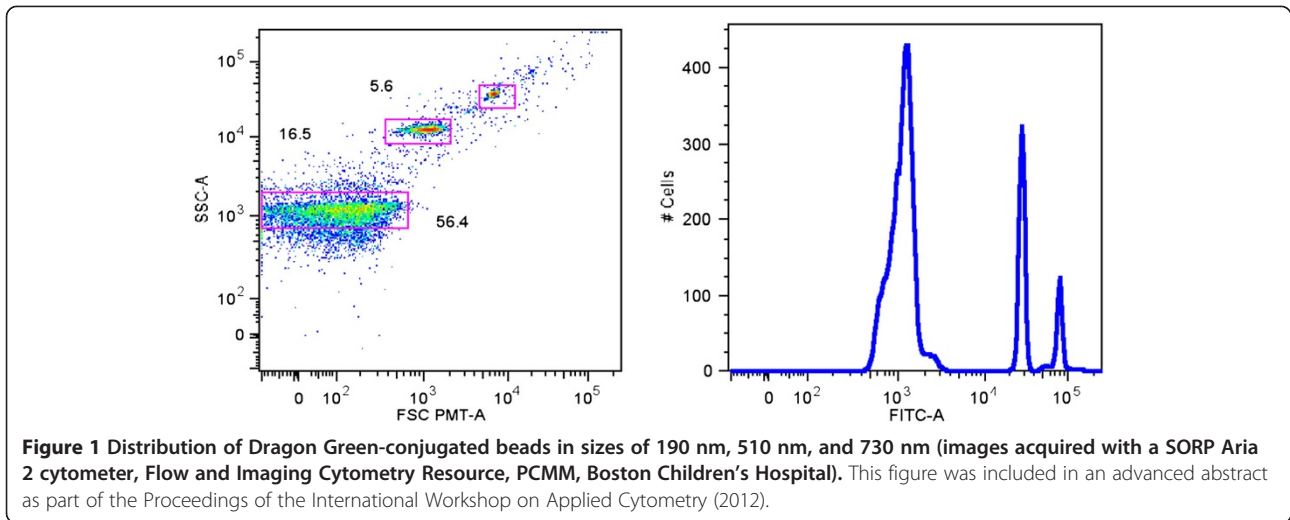 10^5
10^4
10^3
10^2
0
SSC-A
5.6
16.5
56.4
0 10^2 10^3 10^4 10^5
FSC PMT-A
400
300
200
100
0
# Cells
0 10^2 10^3 10^4 10^5
FITC-A
Figure 1 Distribution of Dragon Green-conjugated beads in sizes of 190 nm, 510 nm, and 730 nm (images acquired with a SORP Aria
2 cytometer, Flow and Imaging Cytometry Resource, PCMM, Boston Children's Hospital). This figure was included in an advanced abstract
as part of the Proceedings of the International Workshop on Applied Cytometry (2012).